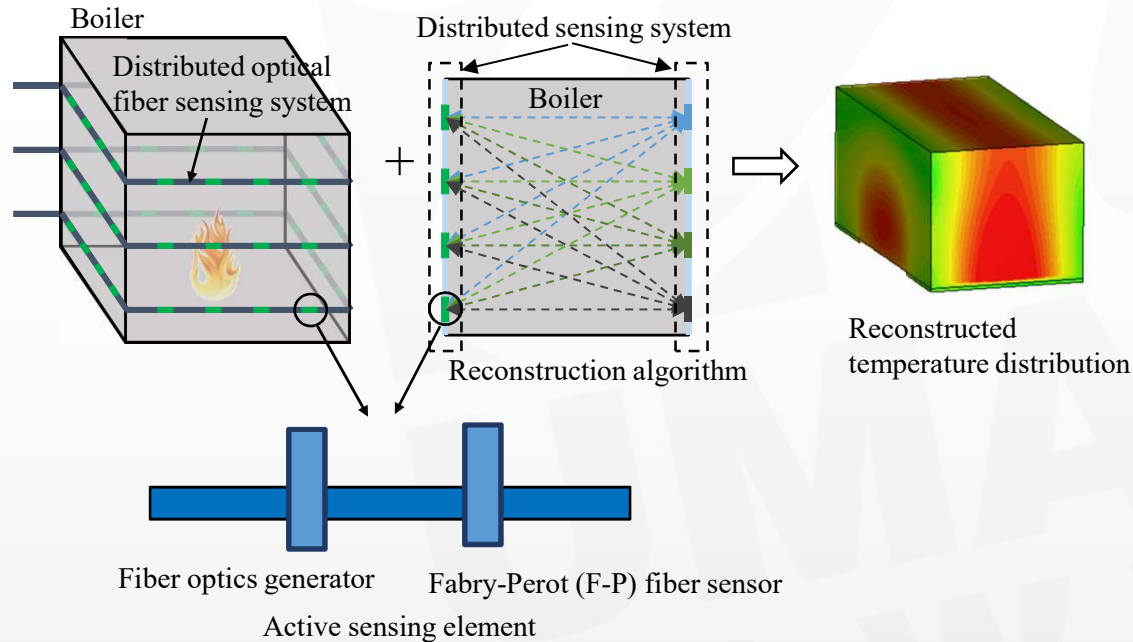 Boiler
Distributed optical
fiber sensing system
Distributed sensing system
Boiler
+
Reconstruction algorithm
Reconstructed
temperature distribution
Fiber optics generator
Fabry-Perot (F-P) fiber sensor
Active sensing element
UMA